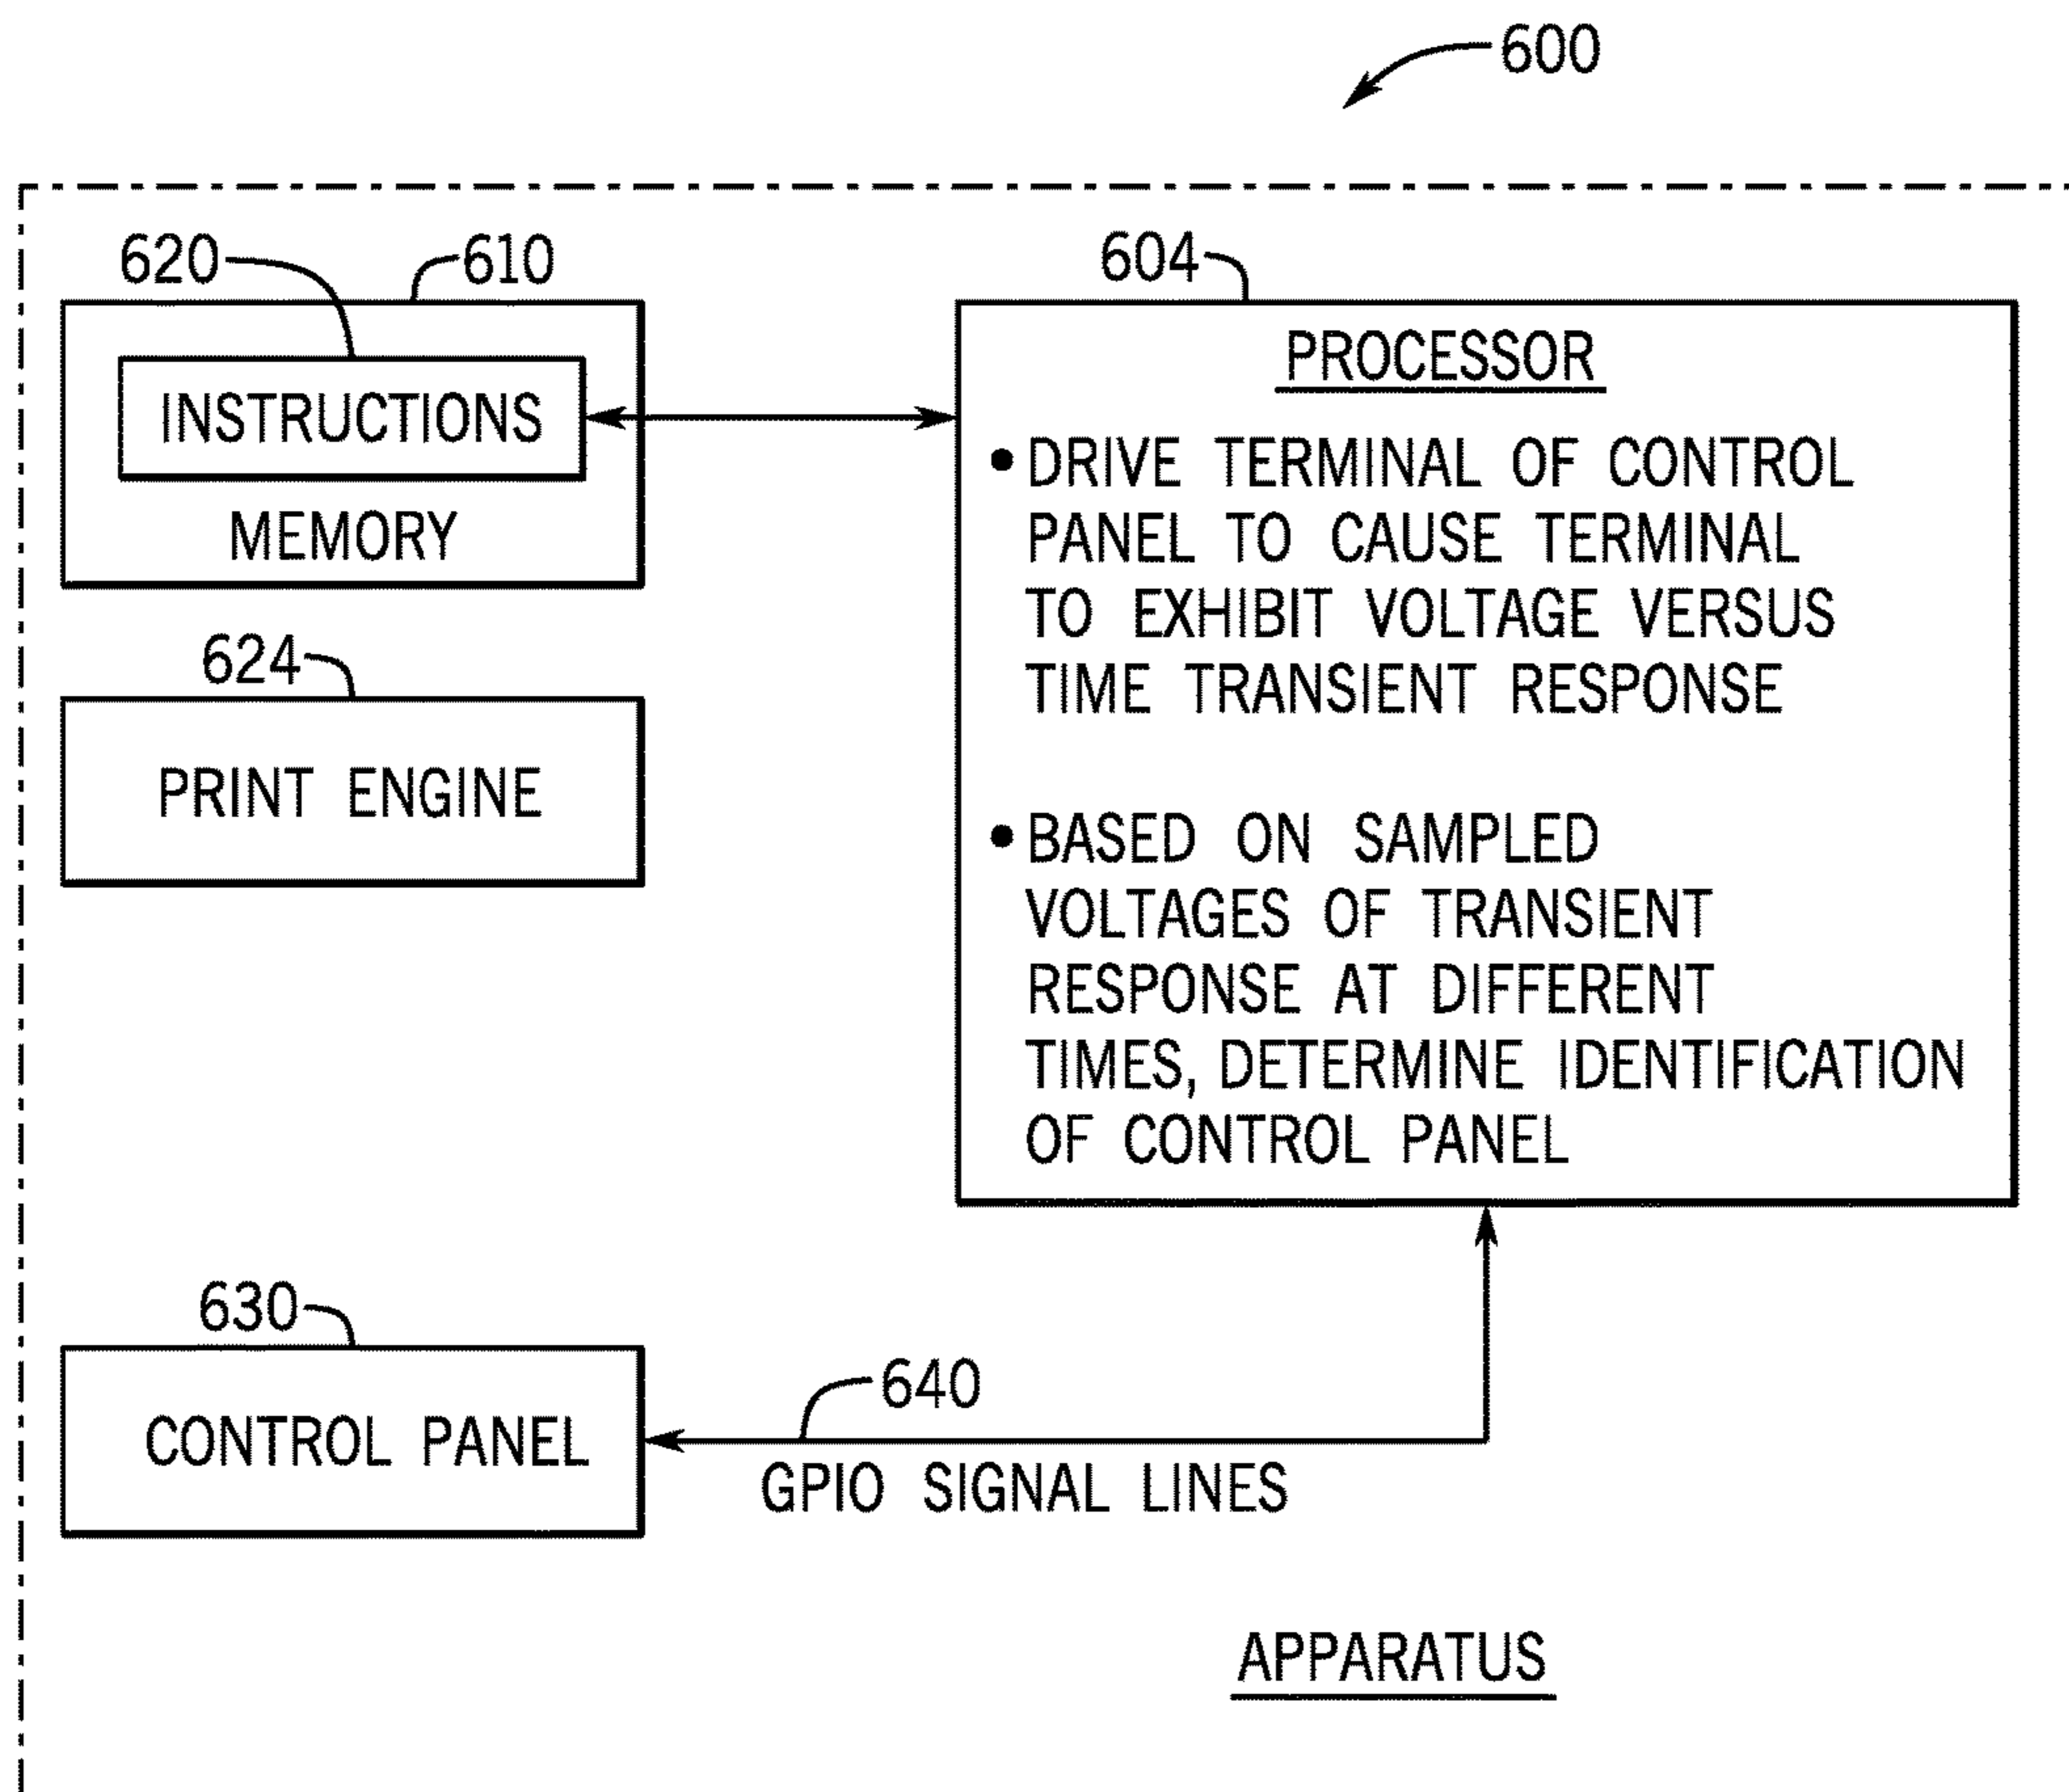 600
620
610
604
INSTRUCTIONS
MEMORY
PROCESSOR
• DRIVE TERMINAL OF CONTROL
PANEL TO CAUSE TERMINAL
TO EXHIBIT VOLTAGE VERSUS
TIME TRANSIENT RESPONSE
• BASED ON SAMPLED
VOLTAGES OF TRANSIENT
RESPONSE AT DIFFERENT
TIMES, DETERMINE IDENTIFICATION
OF CONTROL PANEL
624
PRINT ENGINE
630
CONTROL PANEL
640
GPIO SIGNAL LINES
APPARATUS